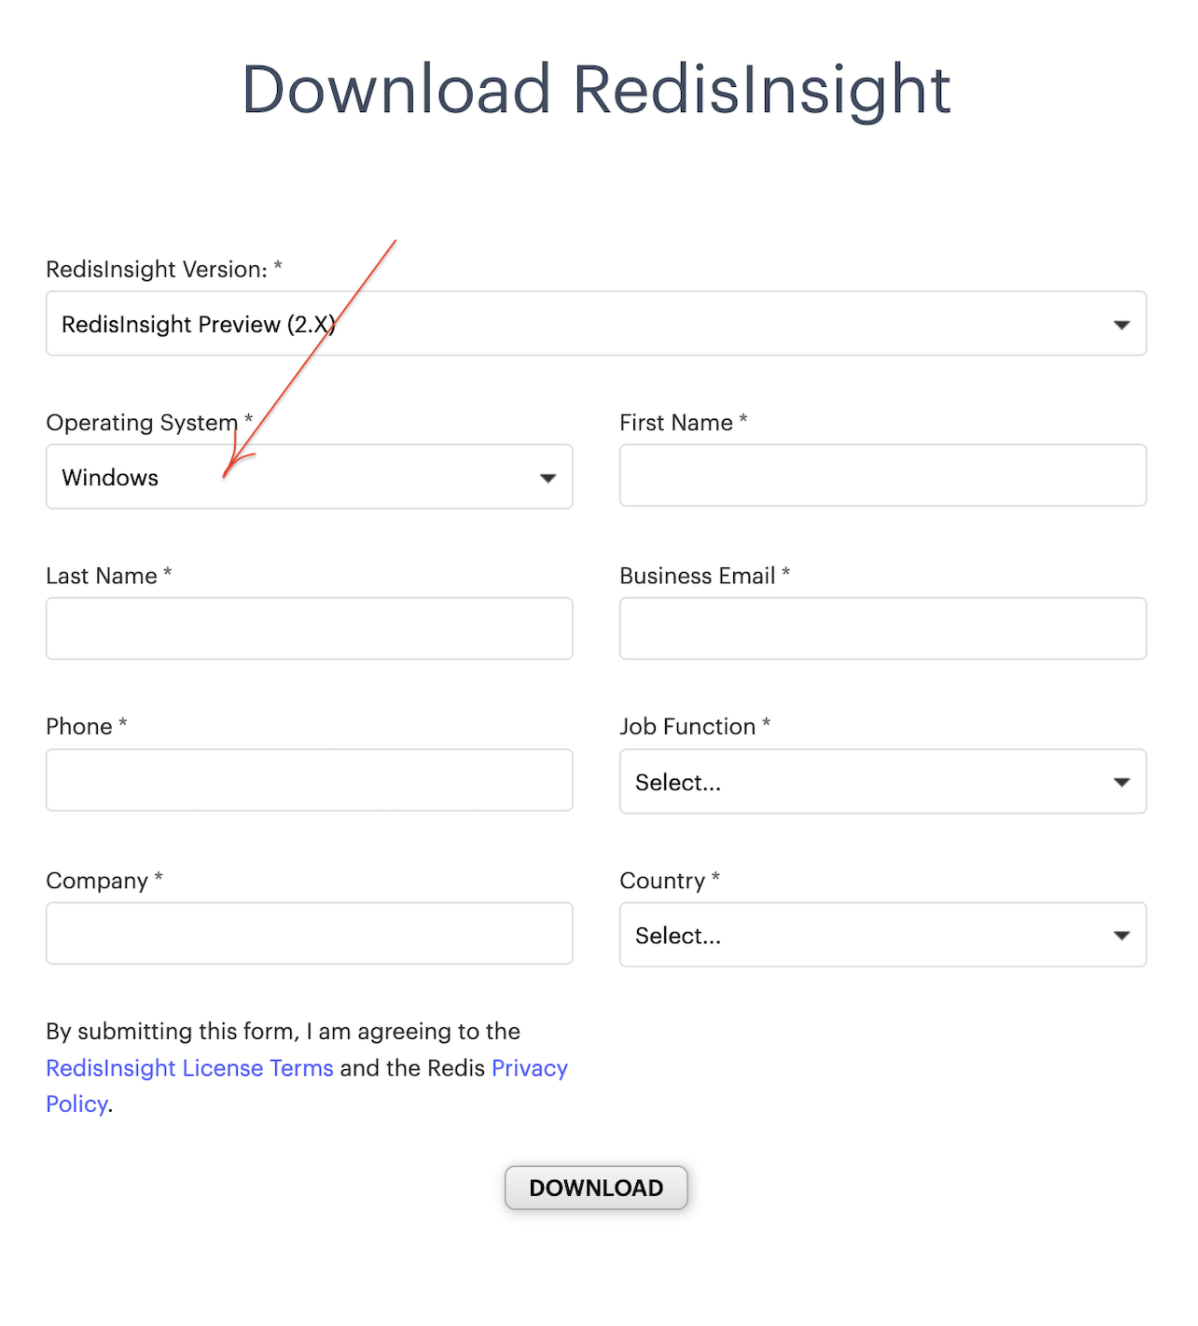 Download RedisInsight
RedisInsight Version: *
RedisInsight Preview (2.X)
Operating System *
Windows
First Name *
Last Name *
Business Email *
Phone *
Job Function *
Select...
Company *
Country *
Select...
By submitting this form, I am agreeing to the
RedisInsight License Terms and the Redis Privacy
Policy.
DOWNLOAD